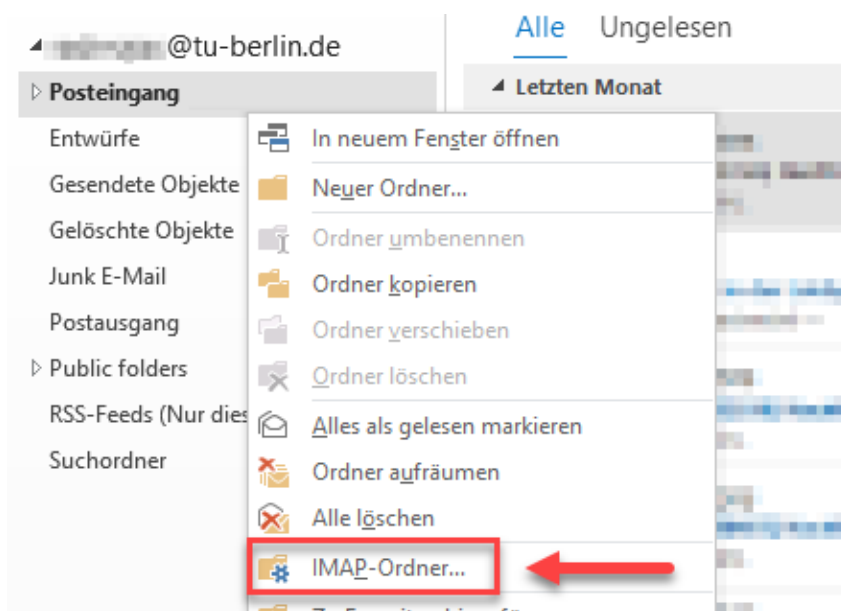 Alle Ungelesen
@tu-berlin.de
Letzten Monat
Posteingang
Entwürfe
Gesendete Objekte
Gelöschte Objekte
Junk E-Mail
Postausgang
Public folders
RSS-Feeds (Nur dies
Suchordner
In neuem Fenster öffnen
Neuer Ordner...
Ordner umbenennen
Ordner kopieren
Ordner verschieben
Ordner löschen
Alles als gelesen markieren
Ordner aufräumen
Alle löschen
IMAP-Ordner...